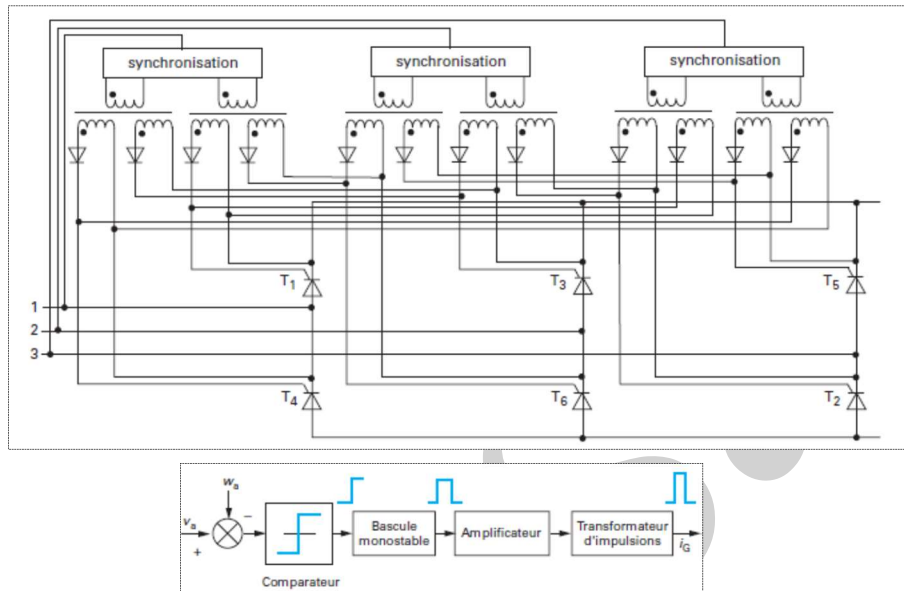 synchronisation synchronisation synchronisation
T1 T3 T5
1
2
3
T4 T6 T2
wa
va
+
−
Comparateur
Bascule
monostable
Amplificateur
Transformateur
d'impulsions
iG